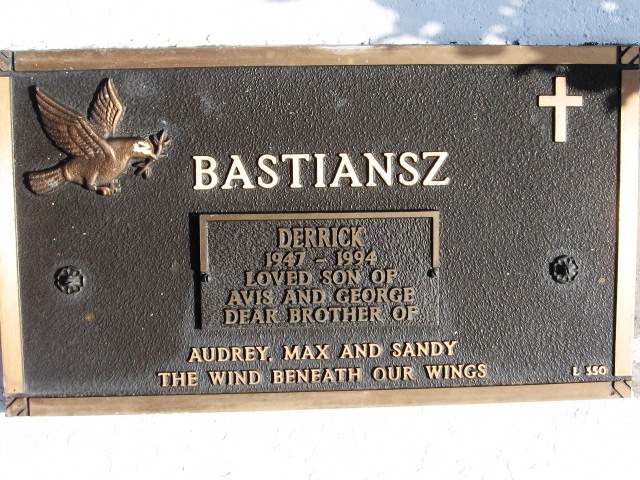 BASTIANSZ
DERRICK
1947 - 1994
LOVED SON OF
AVIS AND GEORGE
DEAR BROTHER OF
AUDREY, MAX AND SANDY
THE WIND BENEATH OUR WINGS
L 550